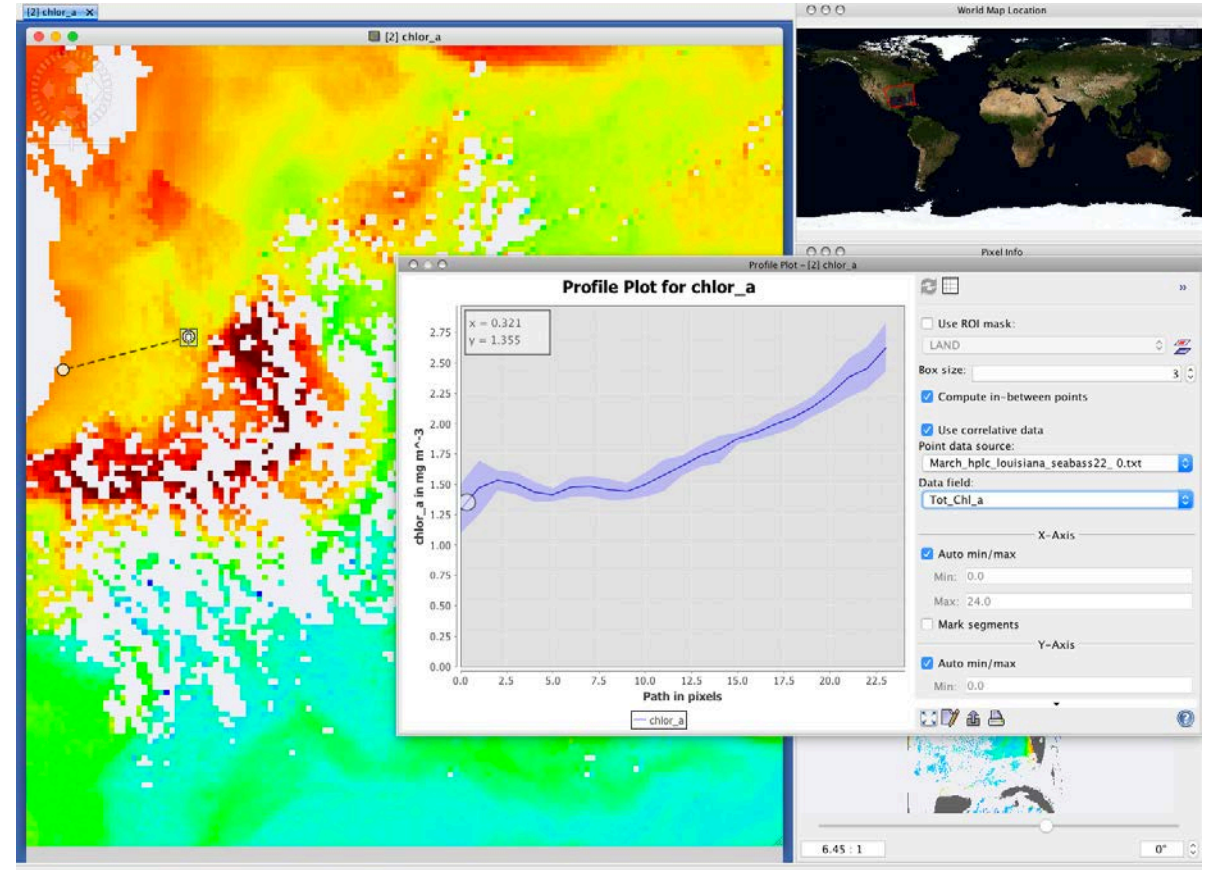 [2] chlor_a ×
[2] chlor_a
World Map Location
Pixel Info
Profile Plot – [2] chlor_a
Profile Plot for chlor_a
x = 0.321
y = 1.355
chlor_a in mg m^-3
2.75
2.50
2.25
2.00
1.75
1.50
1.25
1.00
0.75
0.50
0.25
0.00
0.0 2.5 5.0 7.5 10.0 12.5 15.0 17.5 20.0 22.5
Path in pixels
chlor_a
»
Use ROI mask:
LAND
Box size: 3
Compute in-between points
Use correlative data
Point data source:
March_hplc_louisiana_seabass22_ 0.txt
Data field:
Tot_Chl_a
X-Axis
Auto min/max
Min: 0.0
Max: 24.0
Mark segments
Y-Axis
Auto min/max
Min: 0.0
?
6.45 : 1 0°